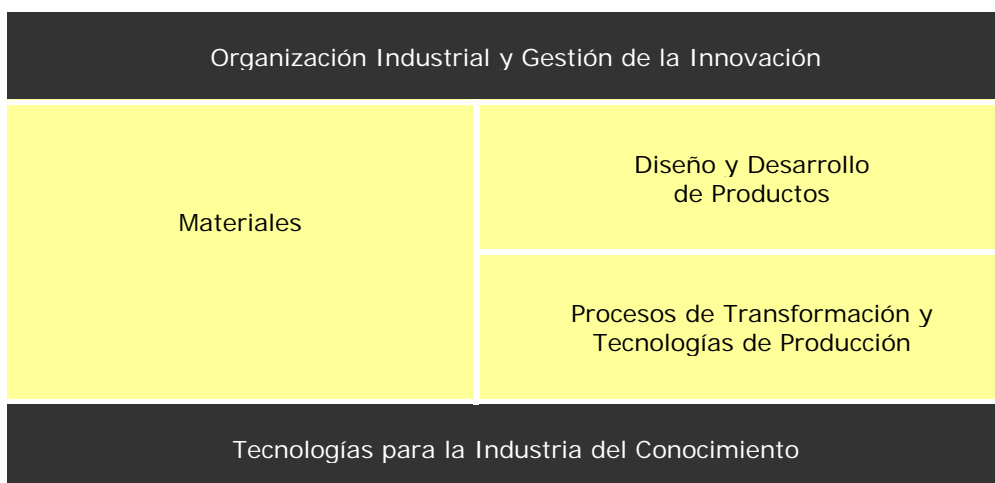 Organización Industrial y Gestión de la Innovación
Materiales
Diseño y Desarrollo
de Productos
Procesos de Transformación y
Tecnologías de Producción
Tecnologías para la Industria del Conocimiento